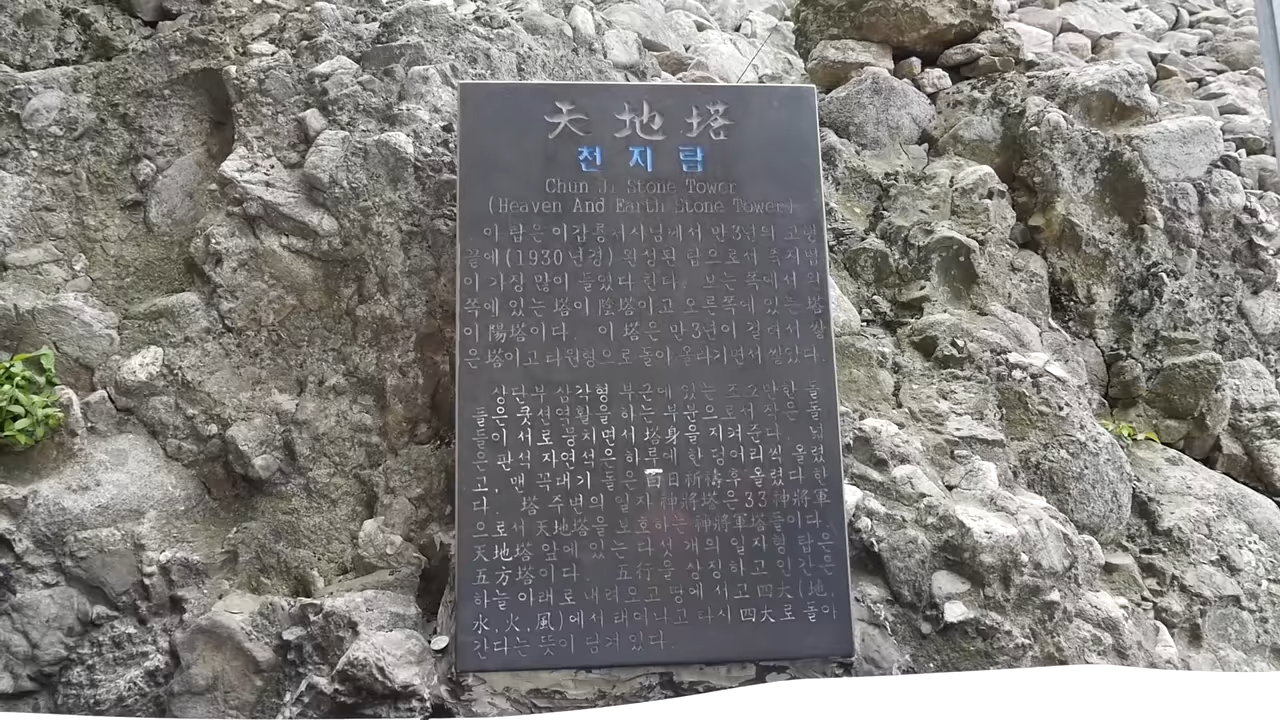 天地塔
천지탑
Chun Ji Stone Tower
(Heaven And Earth Stone Tower)
이 탑은 이갑룡처사님께서 만3년의 고행
끝에(1930년경) 완성된 탑으로서 축지법
이 가장 많이 들었다 한다. 보는 쪽에서 왼
쪽에 있는 塔이 陰塔이고 오른쪽에 있는 塔
이 陽塔이다. 이 塔은 만3년이 걸려서 쌓
은 塔이고 타원형으로 돌아 올라가면서 쌓았다.
상단부 삼각형 부근에 있는 조그만한 돌
들은 쿳션역활을 하는 부분으로서 작은 돌
들이 서로 뭉치면서 塔身을 지켜준다. 넓
은 판석 자연석은 하루에 한 덩어리씩 올렸
고, 맨 꼭대기 돌은 百日祈禱후 올렸다 한
다. 塔 주변의 일자 神將塔은 33神將軍
으로서 天地塔을 보호하는 神將軍塔들이다.
天地塔 앞에 있는 다섯 개의 일자형 탑은
五方塔이다. 五行을 상징하고 인간은
하늘 아래로 내려오고 땅에 서고 四大(地,
水, 火, 風)에서 태어나고 다시 四大로 돌아
간다는 뜻이 담겨 있다.